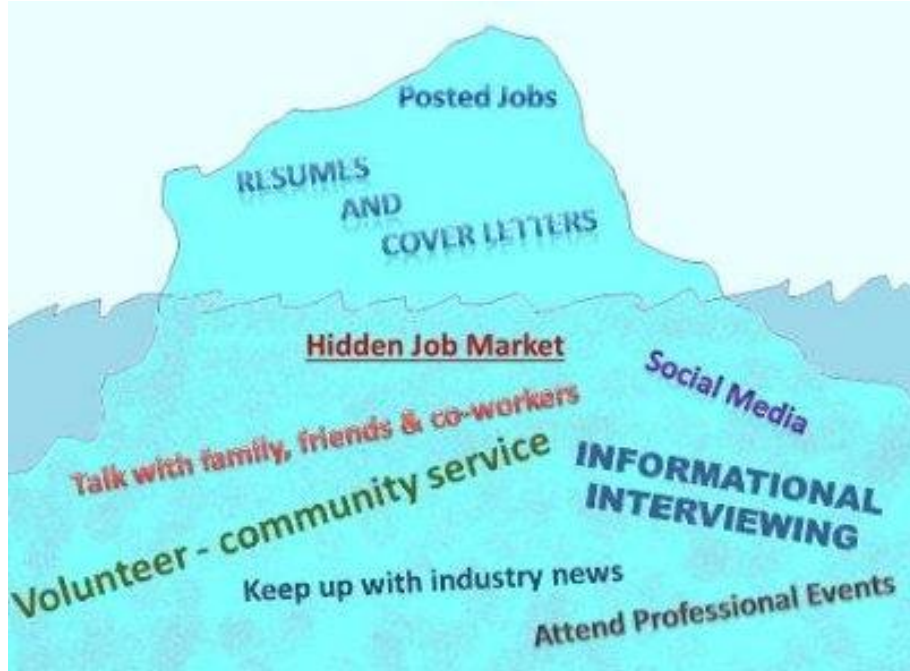 Posted Jobs
RESUMES
AND
COVER LETTERS
Hidden Job Market
Social Media
Talk with family, friends & co-workers
Volunteer - community service
INFORMATIONAL
INTERVIEWING
Keep up with industry news
Attend Professional Events